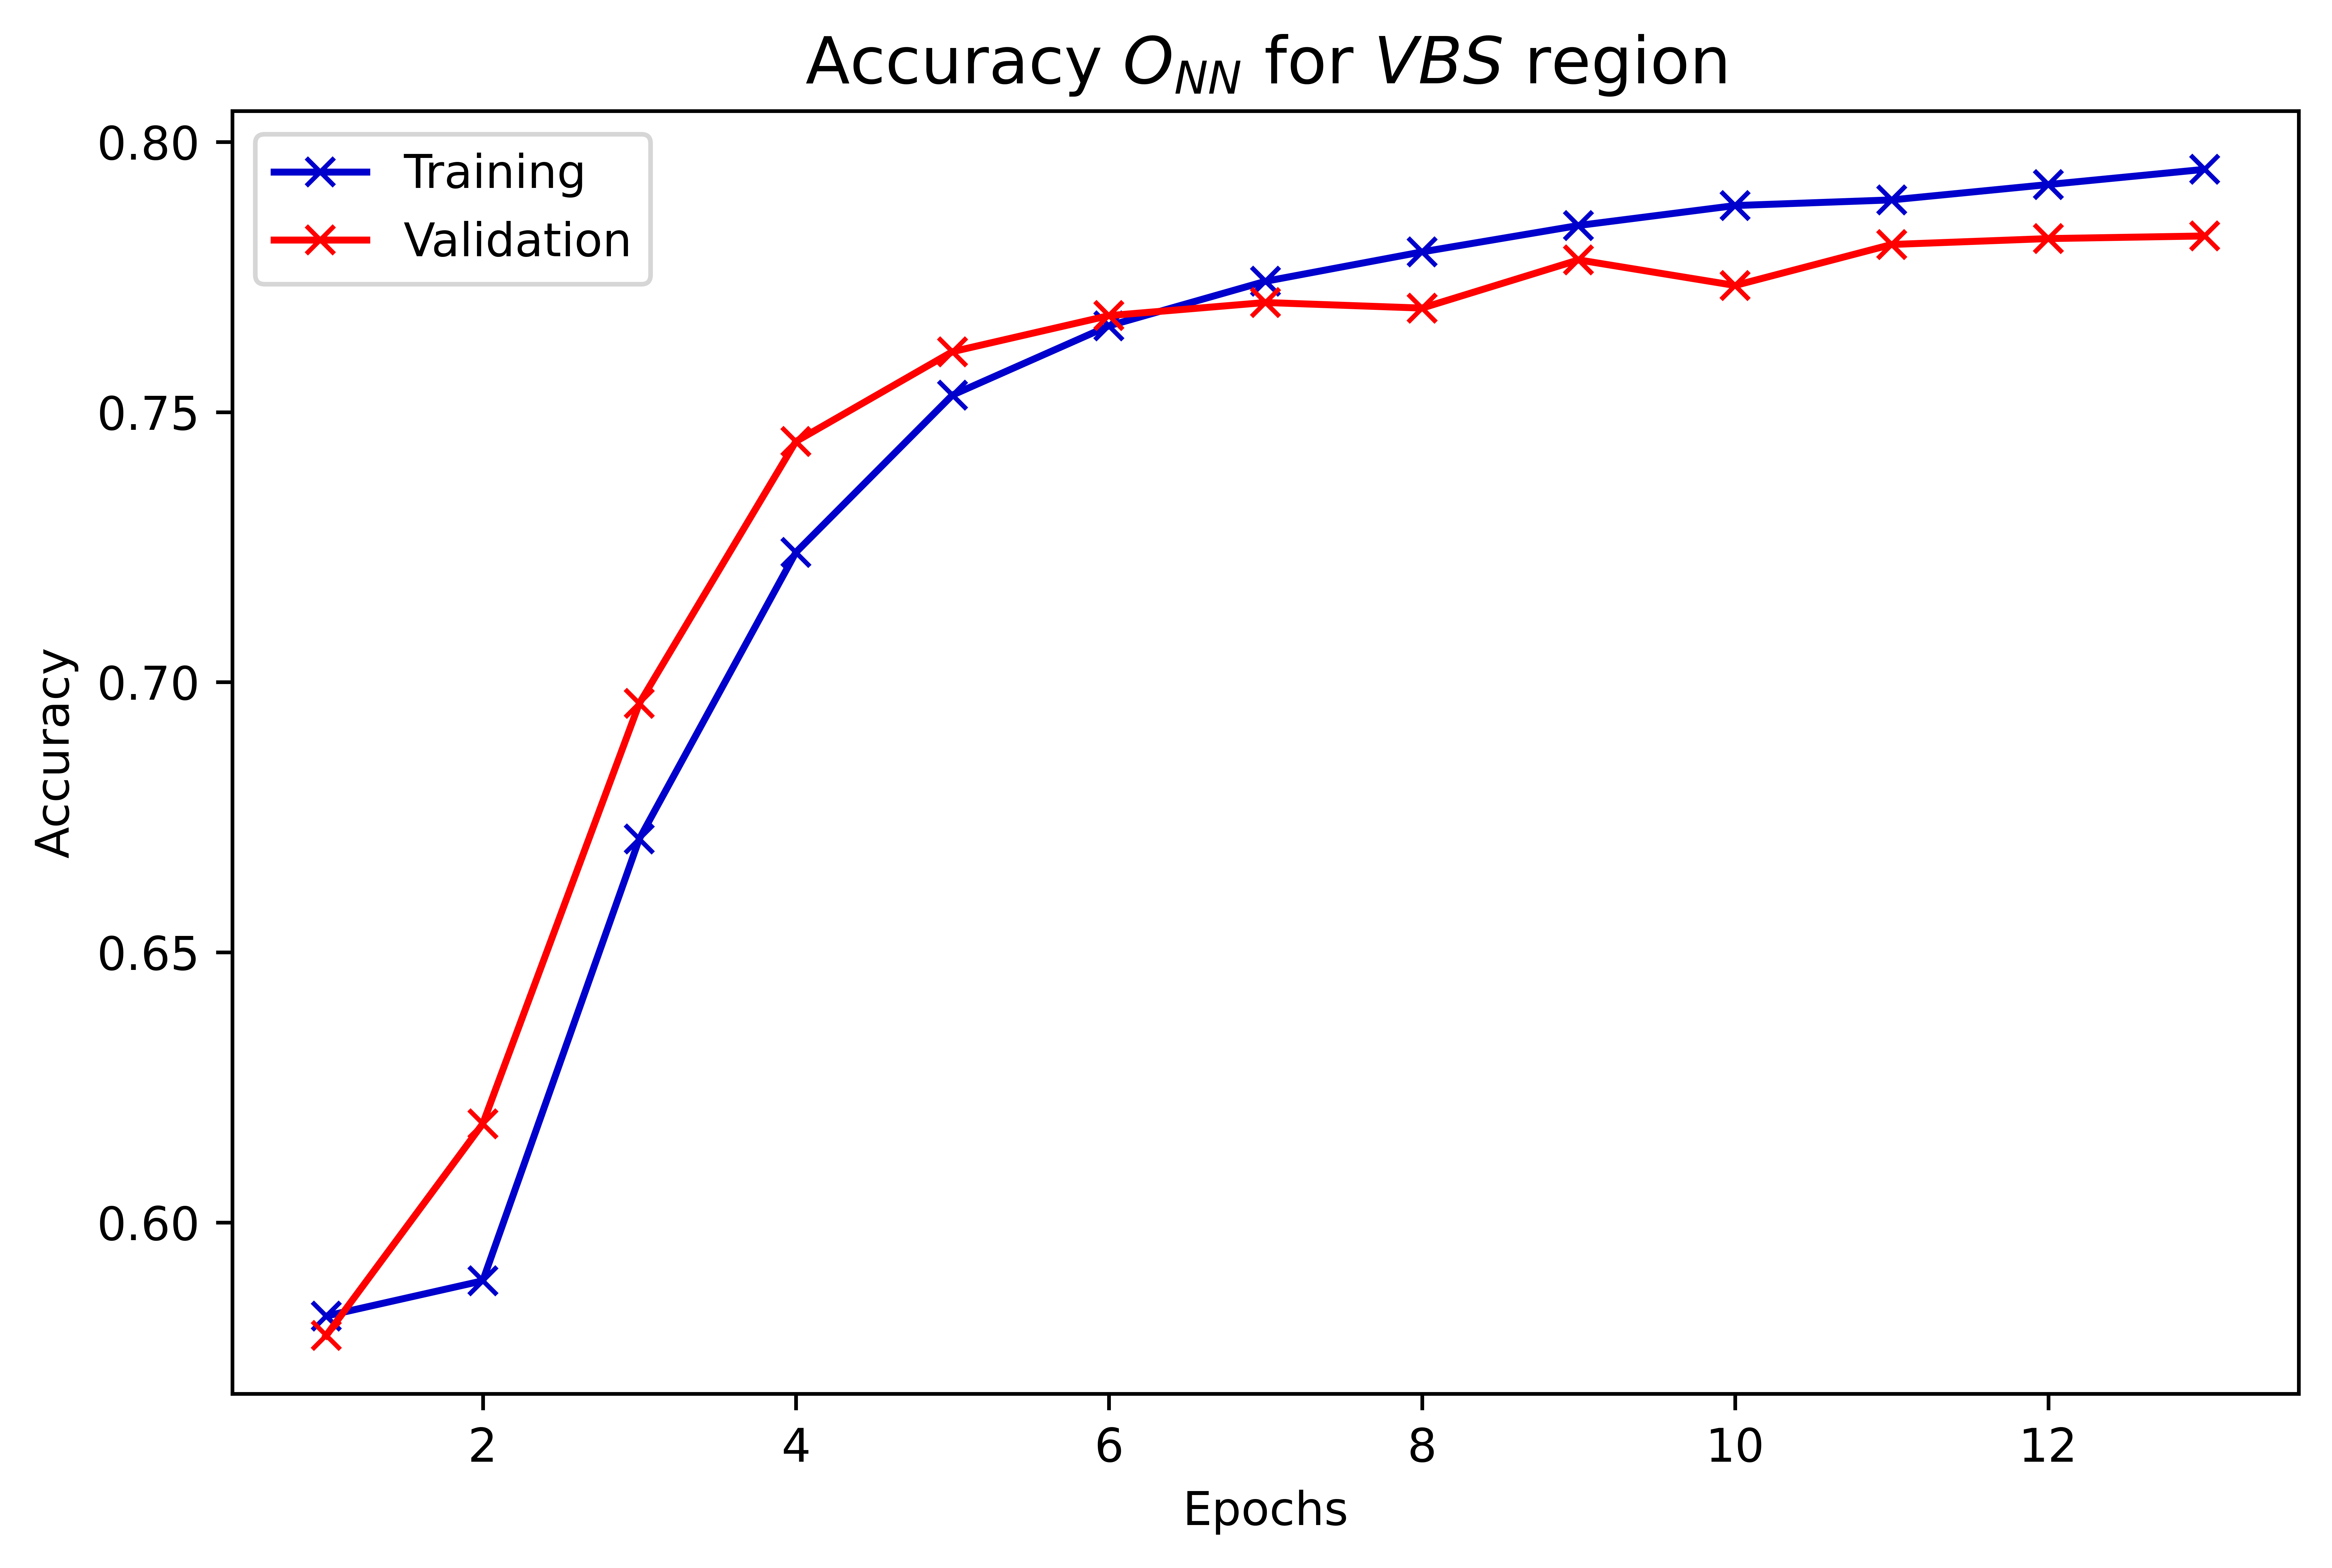 Accuracy O_NN for VBS region
Training
Validation
0.80
0.75
0.70
0.65
0.60
Accuracy
2 4 6 8 10 12
Epochs